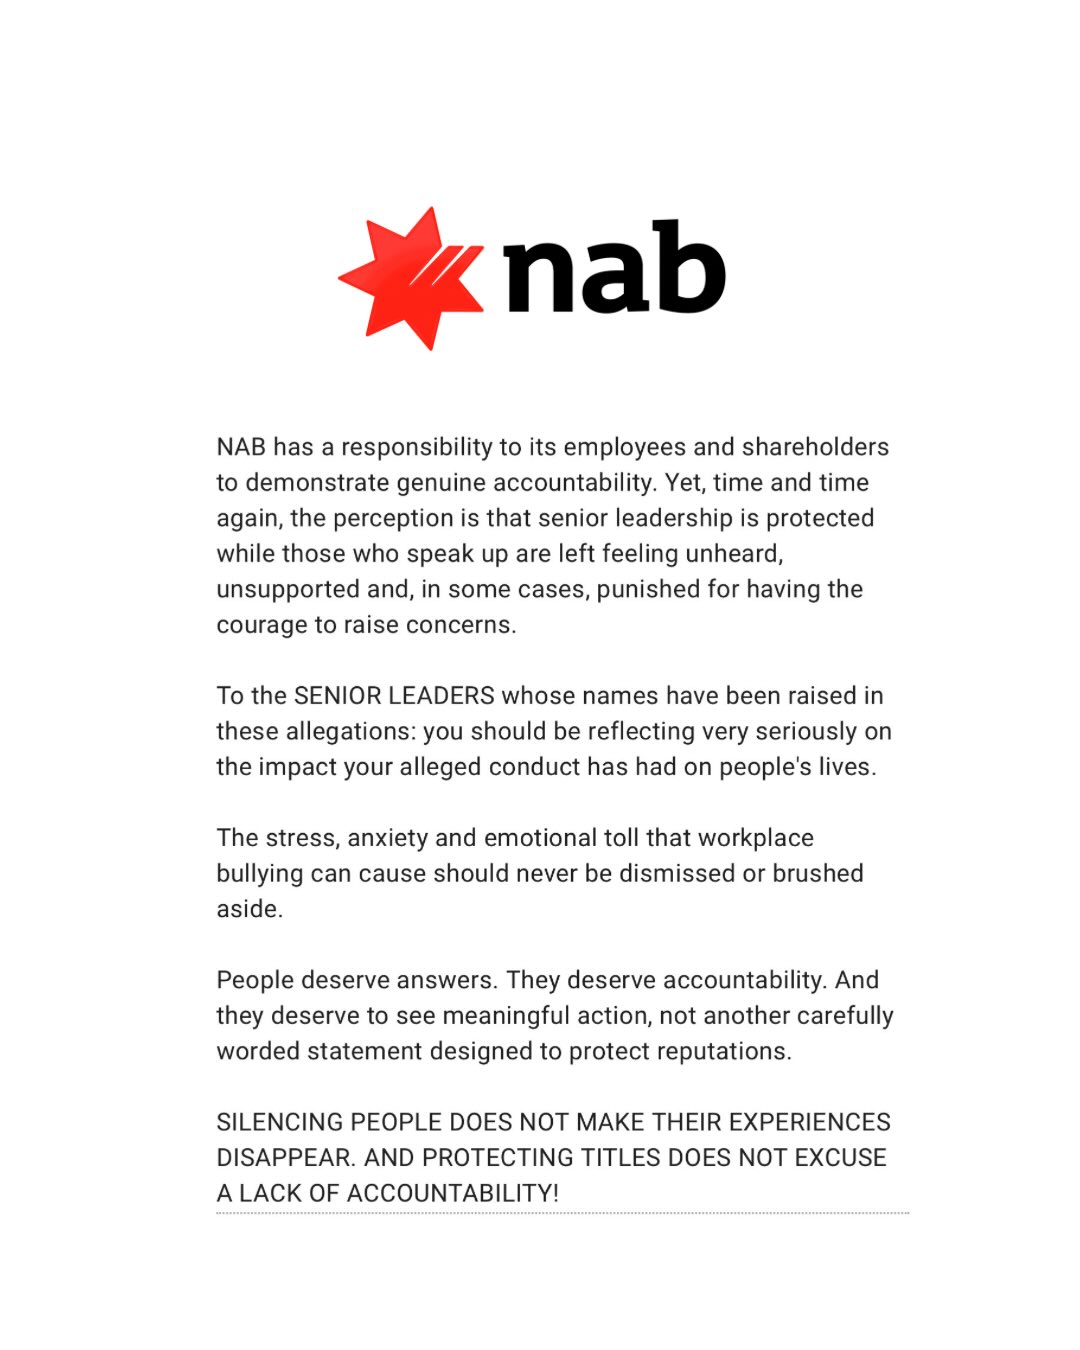 nab
NAB has a responsibility to its employees and shareholders
to demonstrate genuine accountability. Yet, time and time
again, the perception is that senior leadership is protected
while those who speak up are left feeling unheard,
unsupported and, in some cases, punished for having the
courage to raise concerns.
To the SENIOR LEADERS whose names have been raised in
these allegations: you should be reflecting very seriously on
the impact your alleged conduct has had on people's lives.
The stress, anxiety and emotional toll that workplace
bullying can cause should never be dismissed or brushed
aside.
People deserve answers. They deserve accountability. And
they deserve to see meaningful action, not another carefully
worded statement designed to protect reputations.
SILENCING PEOPLE DOES NOT MAKE THEIR EXPERIENCES
DISAPPEAR. AND PROTECTING TITLES DOES NOT EXCUSE
A LACK OF ACCOUNTABILITY!